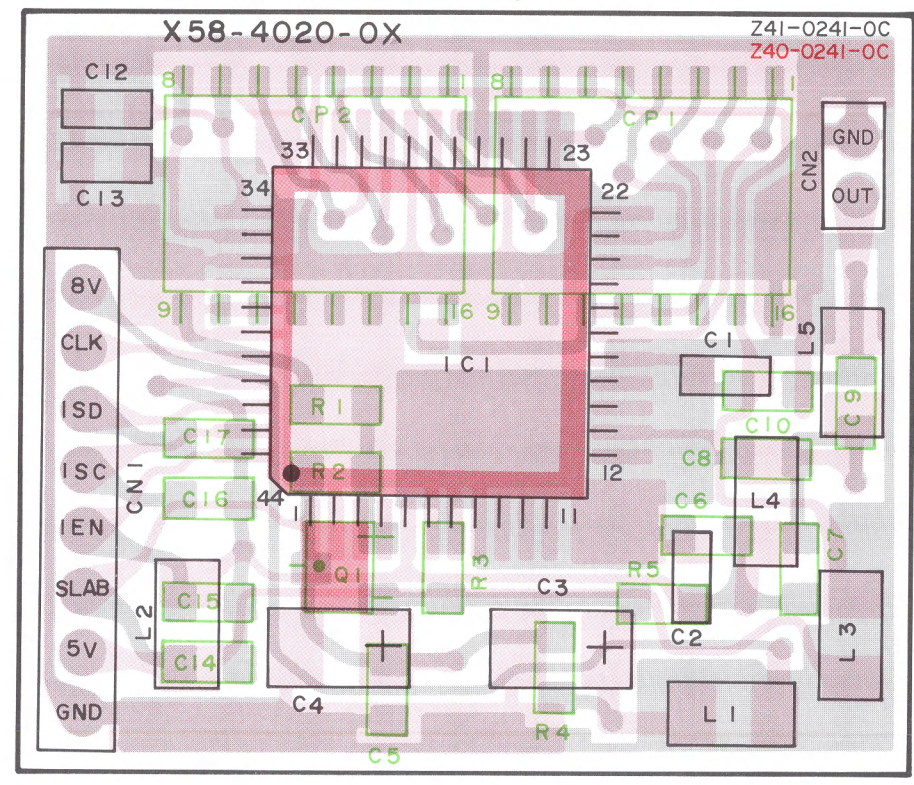 X58-4020-0X
Z41-0241-0C
Z40-0241-0C
C12
8
1
8
1
CP2
CP1
GND
33
23
CN2
C13
34
22
OUT
8V
9
16
9
16
CLK
C1
L5
IC1
ISD
R1
C9
C17
C10
ISC
R2
C8
12
CN1
C16
44
1
11
L4
IEN
C6
C7
Q1
R3
R5
SLAB
C15
C3
L2
C2
L3
5V
C14
GND
C4
L1
R4
C5